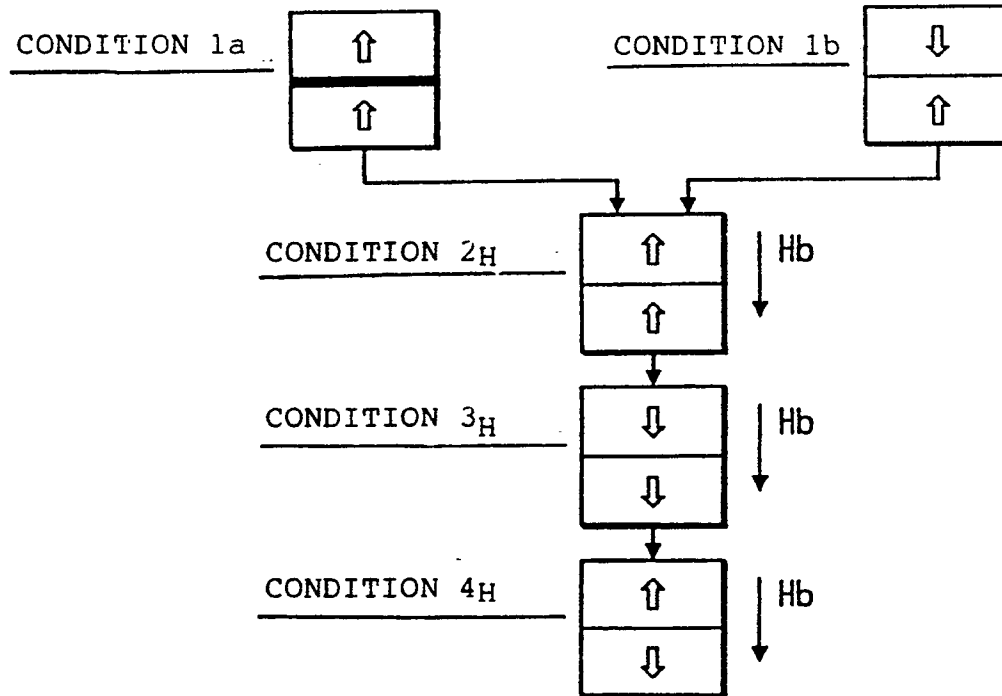 CONDITION 1a
CONDITION 1b
CONDITION 2H
Hb
CONDITION 3H
Hb
CONDITION 4H
Hb